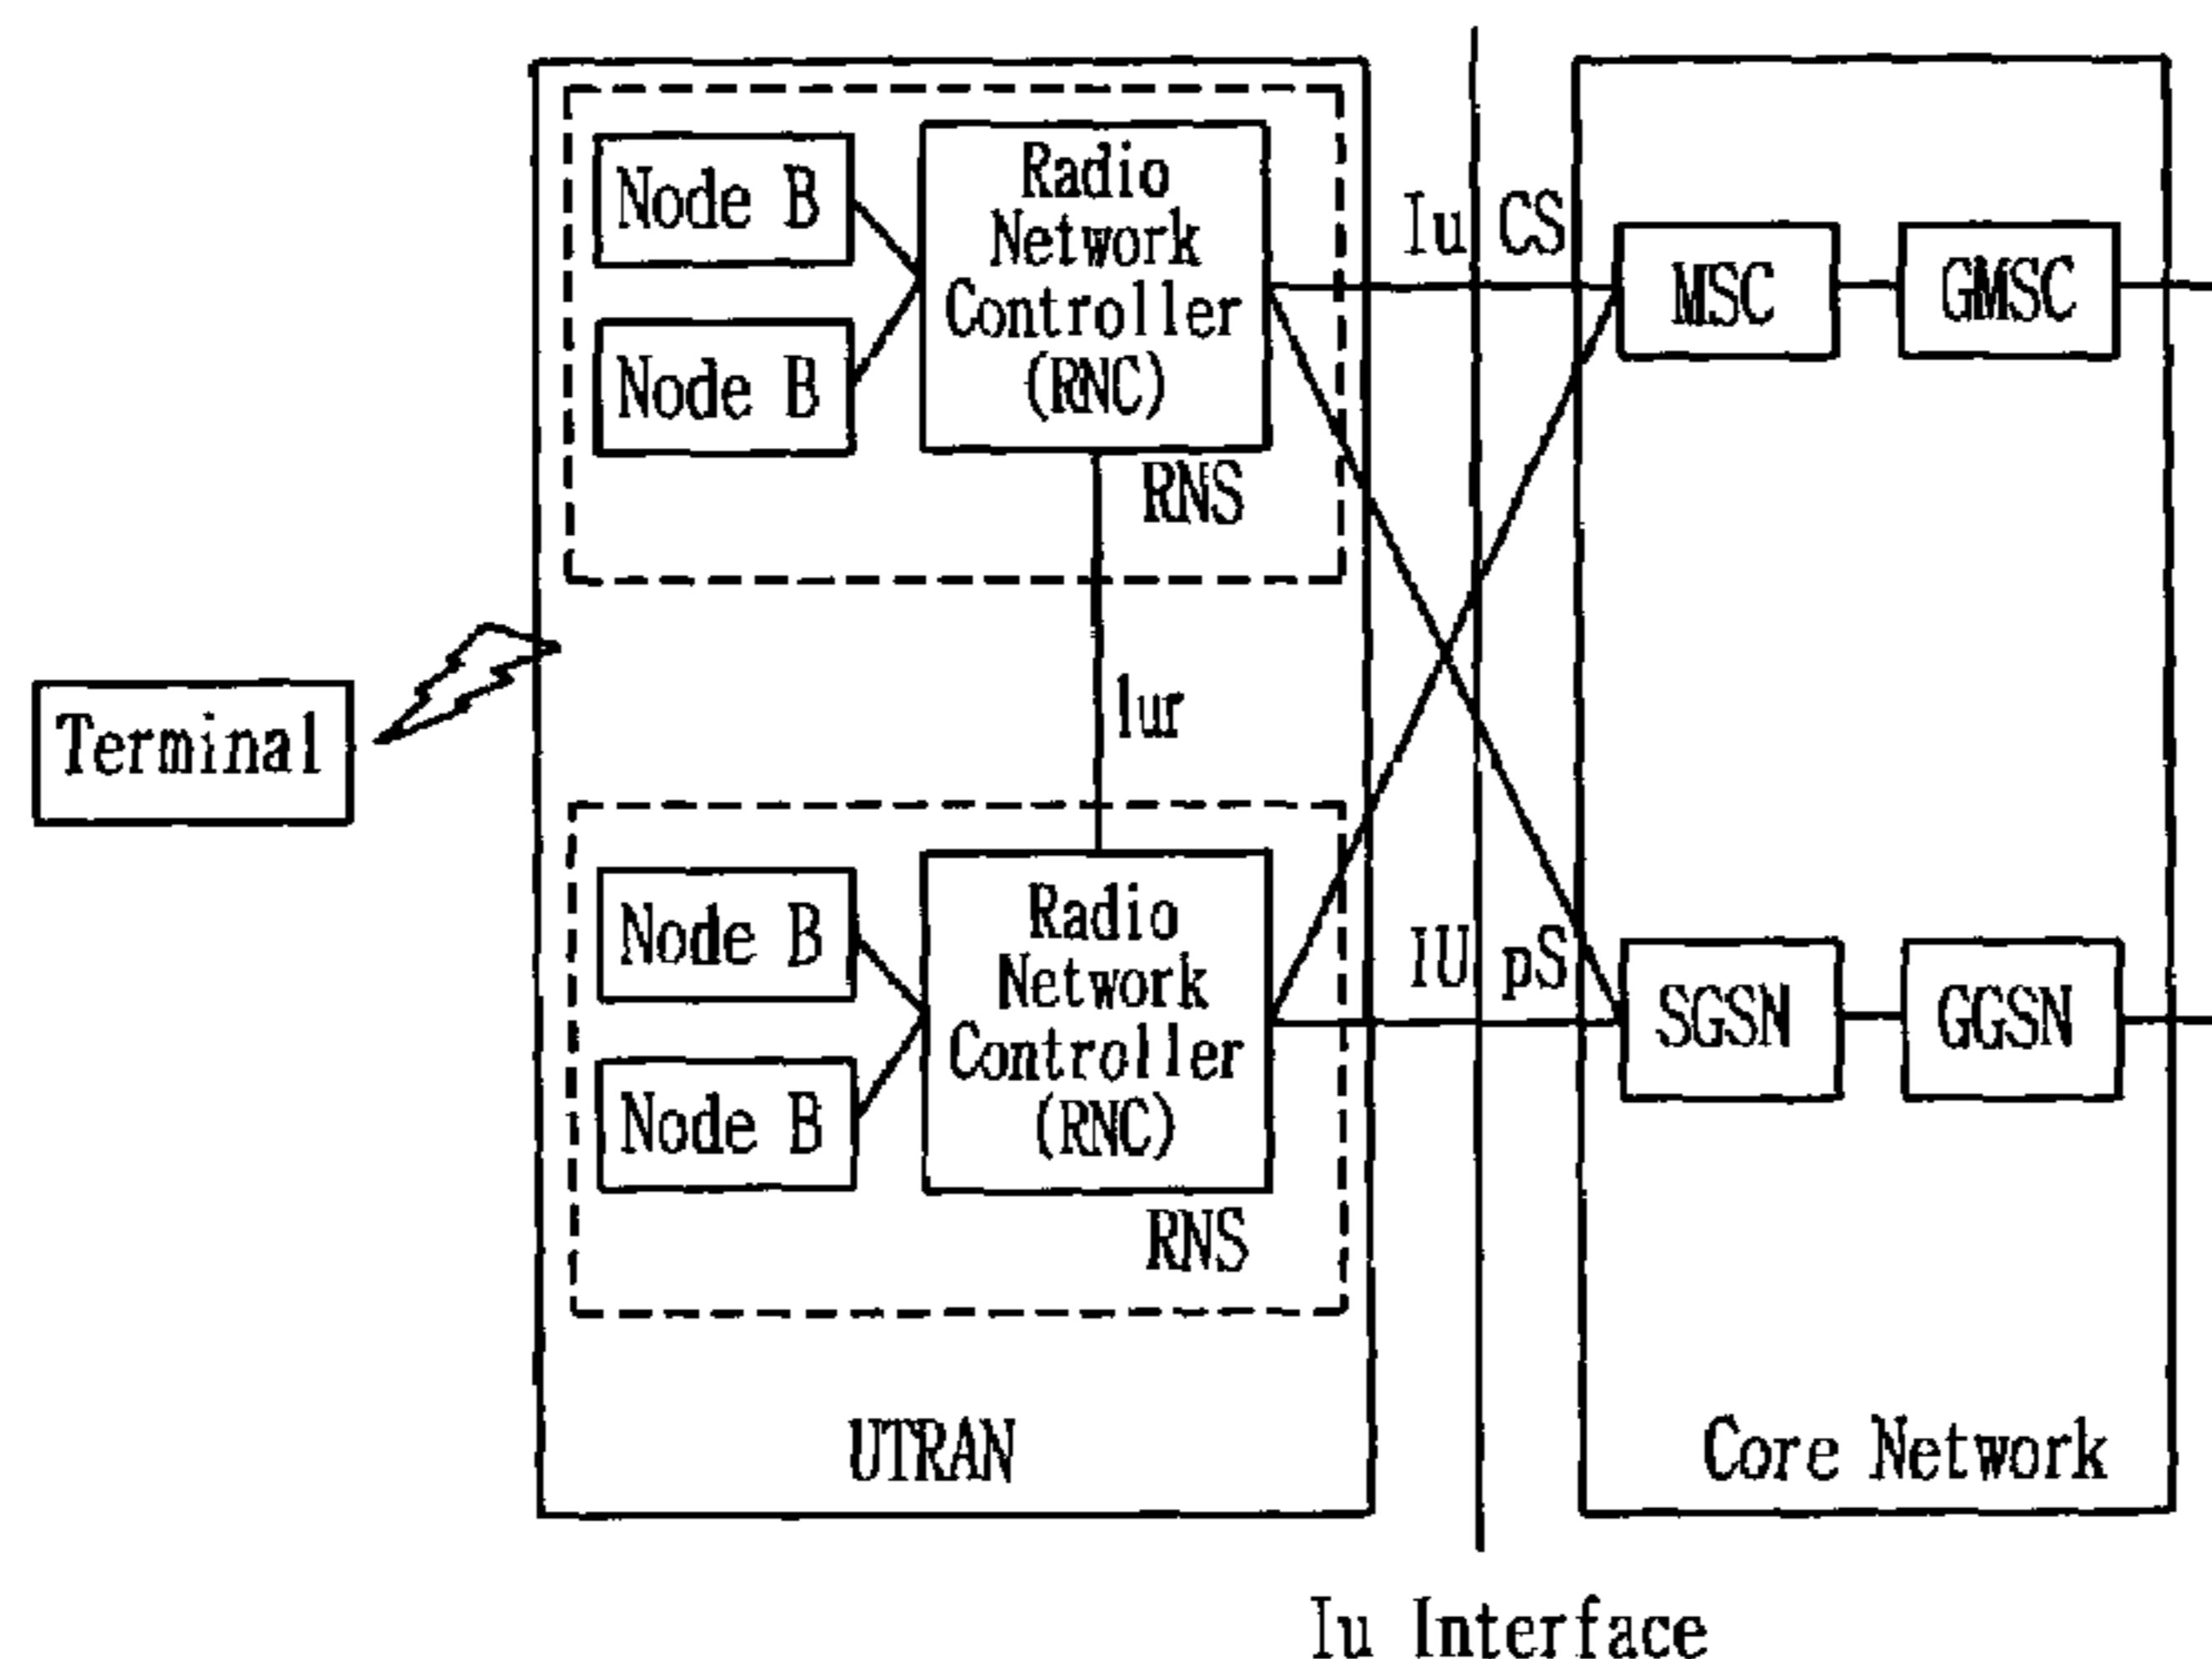 Node B
Node B
Radio
Network
Controller
(RNC)
RNS
Iu CS
MSC
GMSC
Terminal
Iur
Node B
Node B
Radio
Network
Controller
(RNC)
RNS
IU pS
SGSN
GGSN
UTRAN
Core Network
Iu Interface